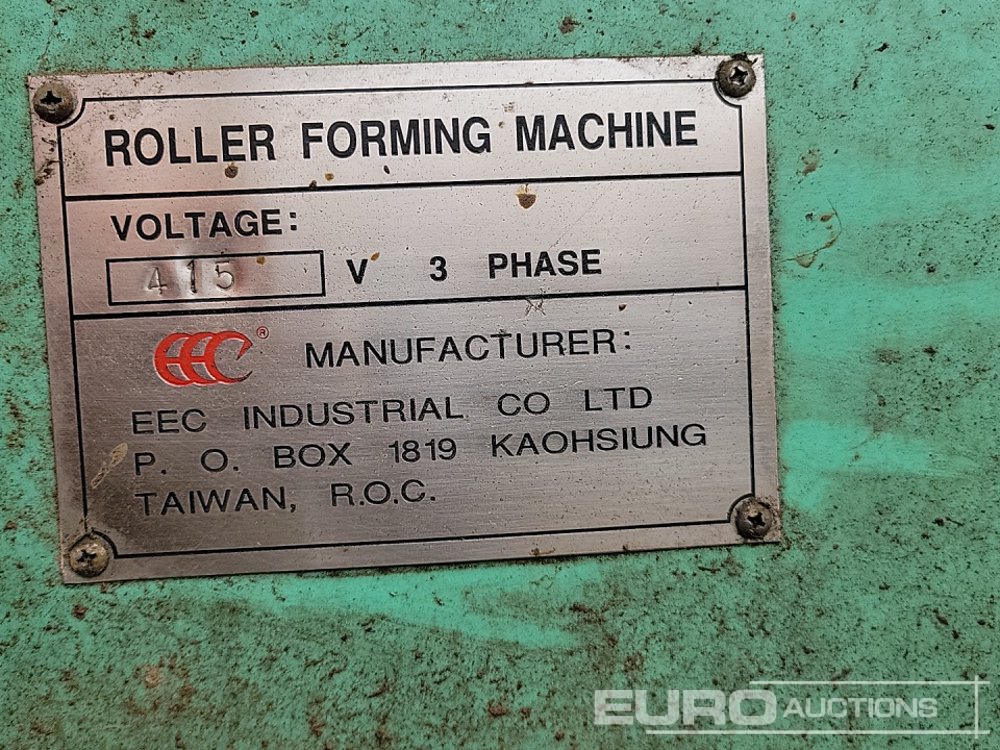 ROLLER FORMING MACHINE
VOLTAGE:
415 V 3 PHASE
EEC ® MANUFACTURER:
EEC INDUSTRIAL CO LTD
P. O. BOX 1819 KAOHSIUNG
TAIWAN, R.O.C.
EURO AUCTIONS